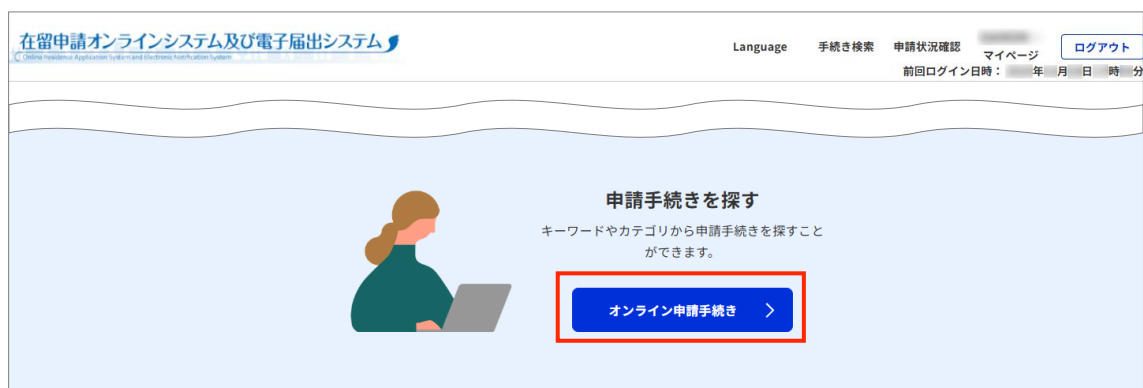 在留申請オンラインシステム及び電子届出システム
Online Residence Application System and Electronic Notification System
Language 手続き検索 申請状況確認 マイページ ログアウト
前回ログイン日時： 年 月 日 時 分
申請手続きを探す
キーワードやカテゴリから申請手続きを探すこと
ができます。
オンライン申請手続き